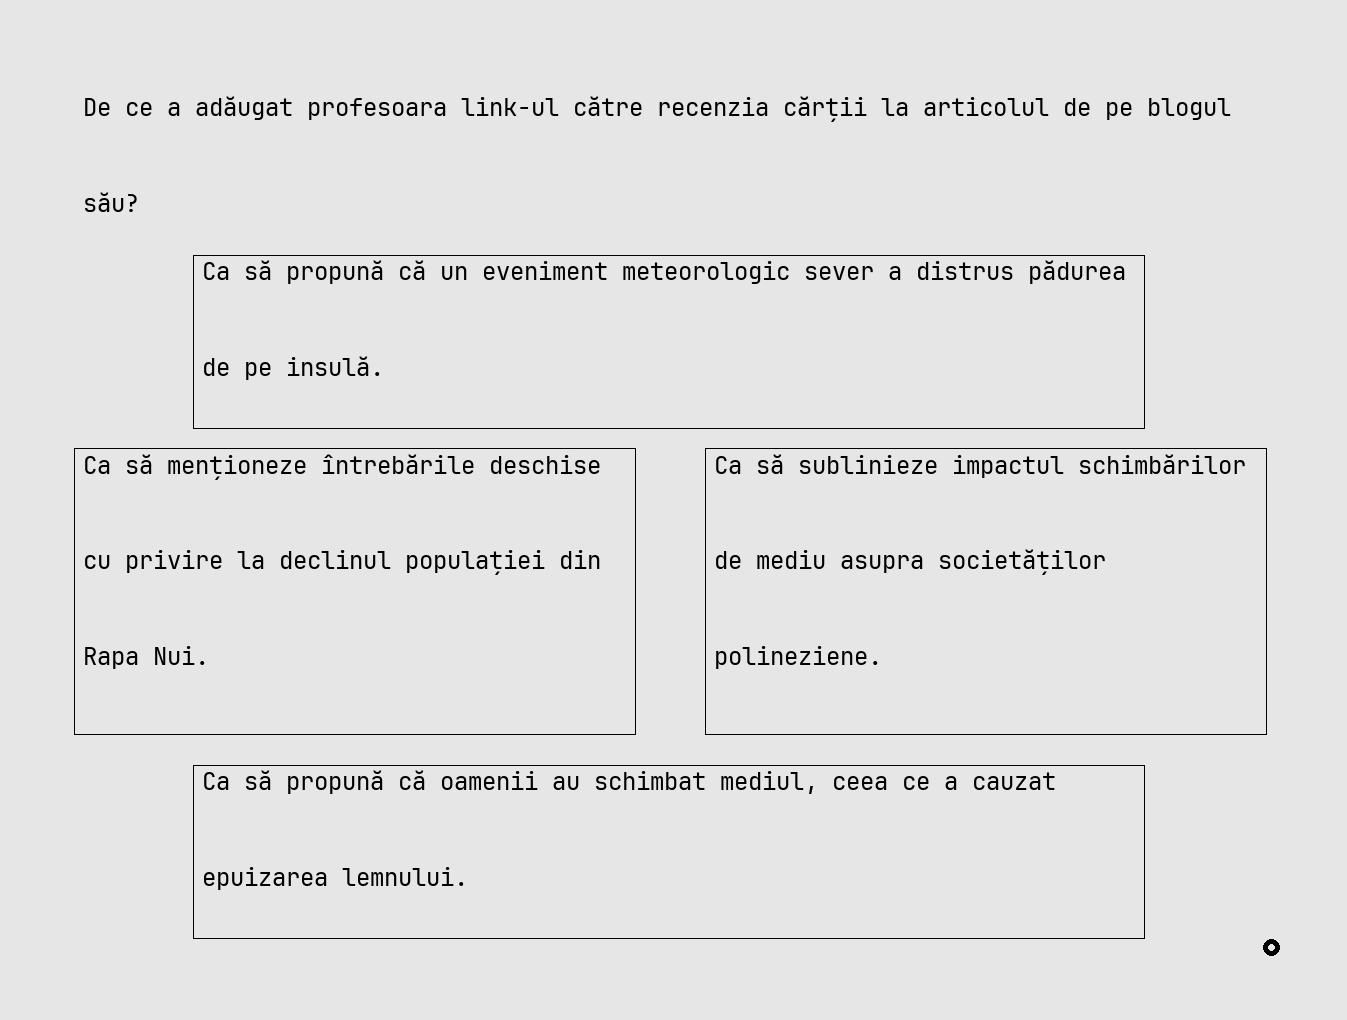 De ce a adăugat profesoara link-ul către recenzia cărții la articolul de pe blogul
său?
Ca să propună că un eveniment meteorologic sever a distrus pădurea
de pe insulă.
Ca să menționeze întrebările deschise
cu privire la declinul populației din
Rapa Nui.
Ca să sublinieze impactul schimbărilor
de mediu asupra societăților
polineziene.
Ca să propună că oamenii au schimbat mediul, ceea ce a cauzat
epuizarea lemnului.